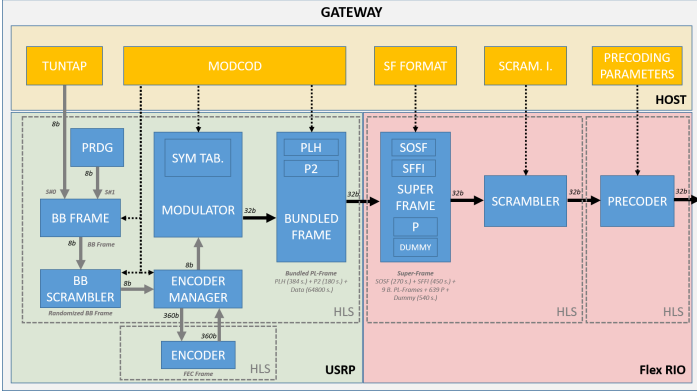 GATEWAY
TUNTAP
MODCOD
SF FORMAT
SCRAM. I.
PRECODING
PARAMETERS
HOST
8b
PRDG
8b
S#0
S#1
BB FRAME
8b
BB Frame
BB
SCRAMBLER
Randomized BB Frame
8b
SYM TAB.
MODULATOR
32b
8b
ENCODER
MANAGER
360b
360b
ENCODER
FEC Frame
HLS
PLH
P2
BUNDLED
FRAME
32b
Bundled PL-Frame
PLH (384 s.) + P2 (180 s.) +
Data (64800 s.)
HLS
USRP
SOSF
SFFI
SUPER
FRAME
P
DUMMY
32b
Super-Frame
SOSF (270 s.) + SFFI (450 s.) +
9 B. PL-Frames + 639 P +
Dummy (540 s.)
SCRAMBLER
32b
HLS
PRECODER
32b
HLS
Flex RIO